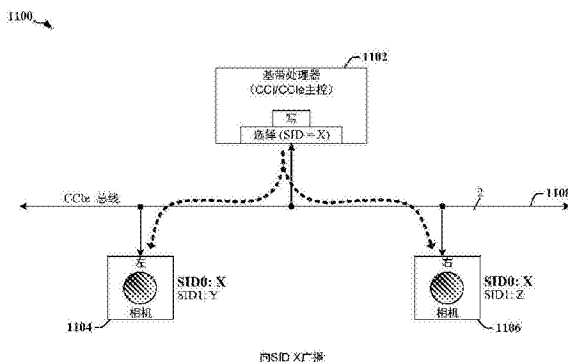 1100
1102
基带处理器
(CCI/CCIe主控)
写
选择 (SID = X)
CCIe 总线
2
1108
左
SID0: X
SID1: Y
相机
1104
右
SID0: X
SID1: Z
相机
1106
向SID X广播